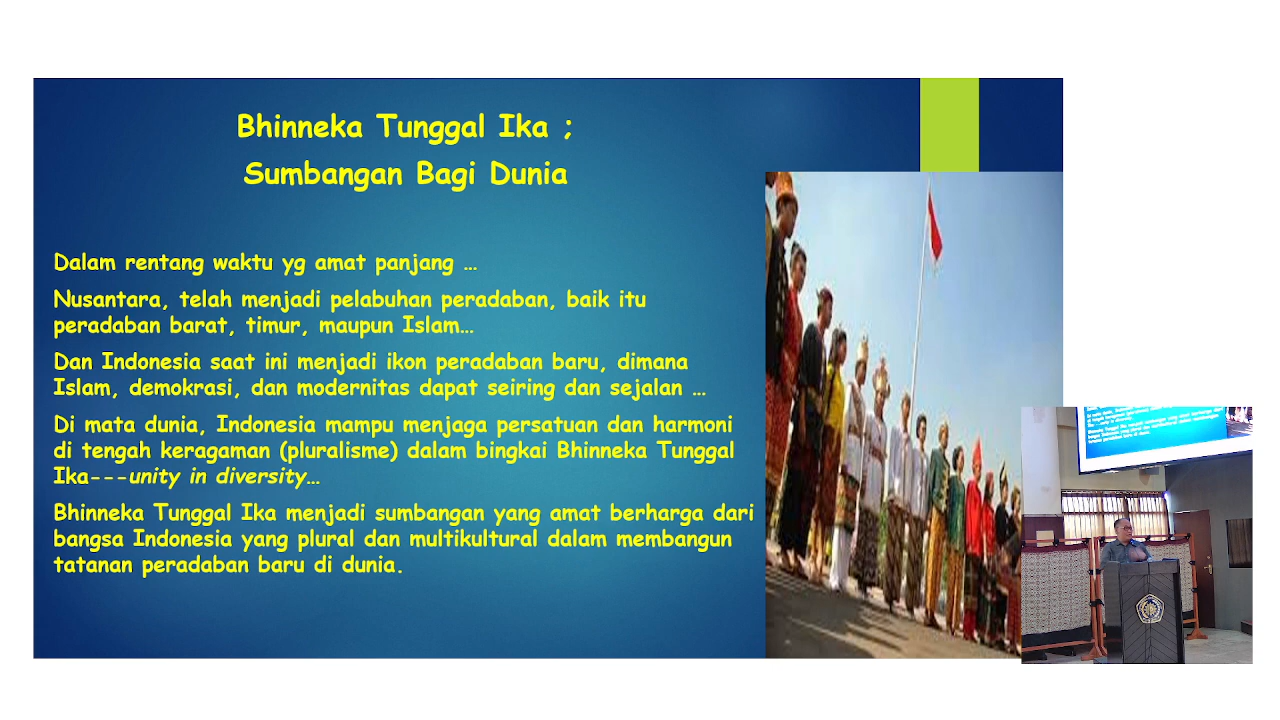 Bhinneka Tunggal Ika ;
Sumbangan Bagi Dunia
Dalam rentang waktu yg amat panjang …
Nusantara, telah menjadi pelabuhan peradaban, baik itu
peradaban barat, timur, maupun Islam…
Dan Indonesia saat ini menjadi ikon peradaban baru, dimana
Islam, demokrasi, dan modernitas dapat seiring dan sejalan …
Di mata dunia, Indonesia mampu menjaga persatuan dan harmoni
di tengah keragaman (pluralisme) dalam bingkai Bhinneka Tunggal
Ika---unity in diversity…
Bhinneka Tunggal Ika menjadi sumbangan yang amat berharga dari
bangsa Indonesia yang plural dan multikultural dalam membangun
tatanan peradaban baru di dunia.